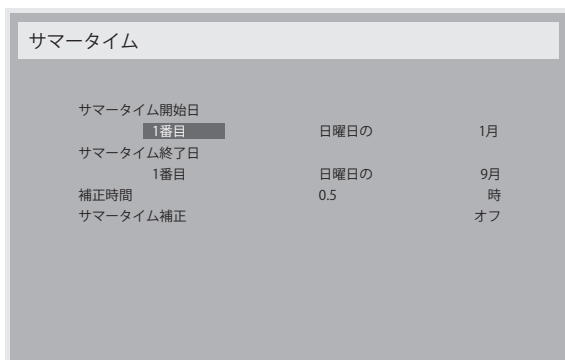 サマータイム
サマータイム開始日
1番目 日曜日の 1月
サマータイム終了日
1番目 日曜日の 9月
補正時間 0.5 時
サマータイム補正 オフ